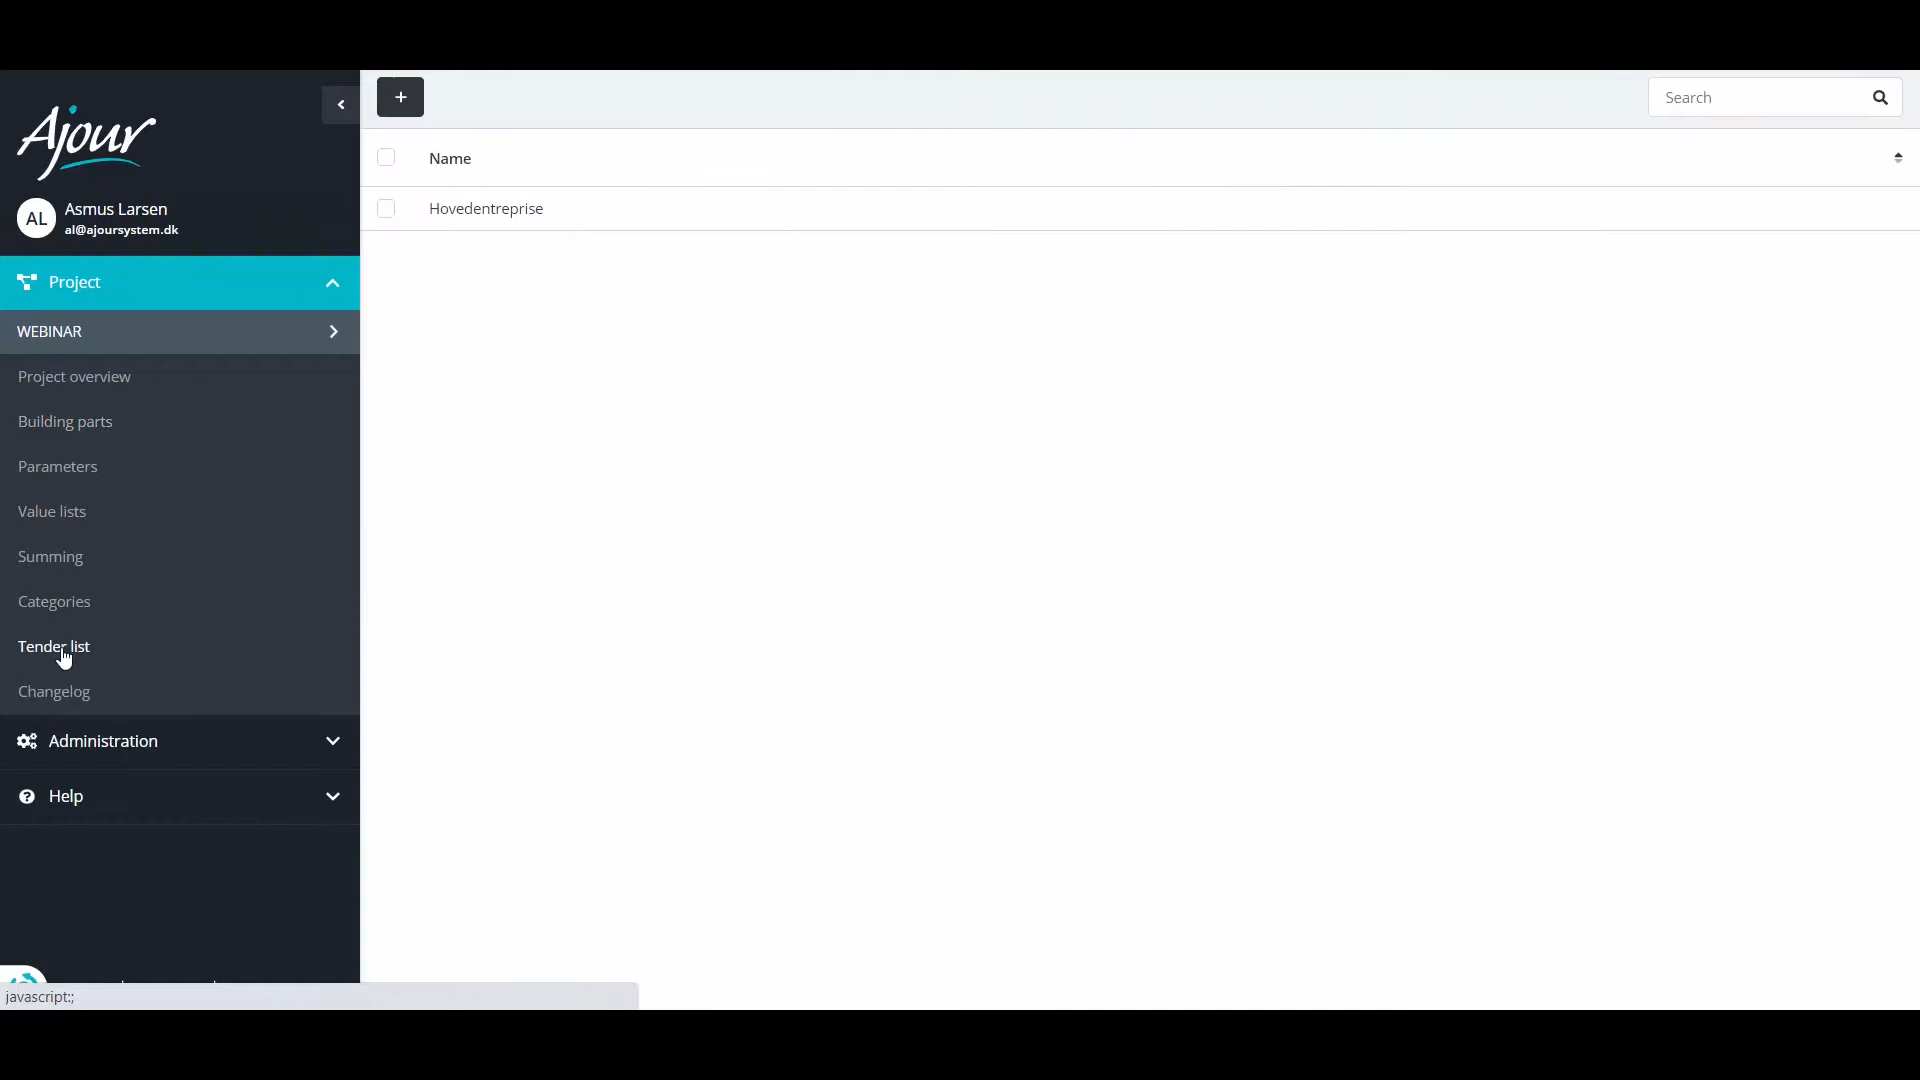 Ajour
AL
Asmus Larsen
al@ajoursystem.dk
Project
WEBINAR
Project overview
Building parts
Parameters
Value lists
Summing
Categories
Tender list
Changelog
Administration
Help
javascript:;
+
Search
Name
Hovedentreprise